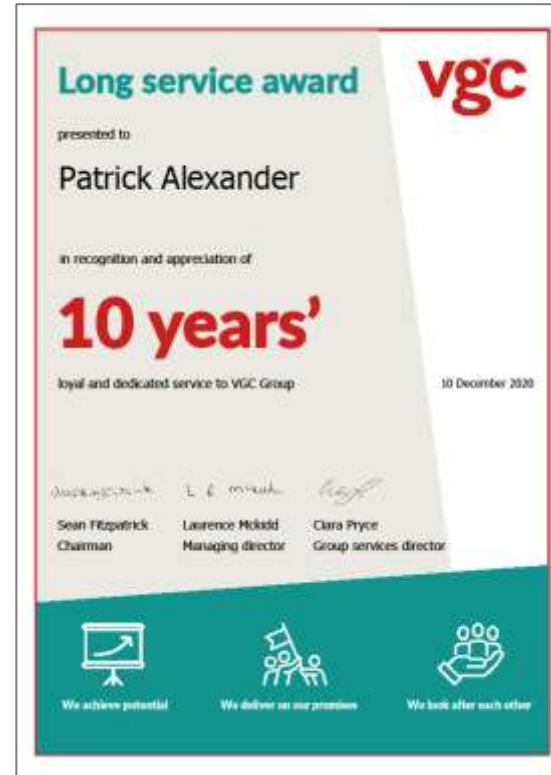 Long service award
vgc
presented to
Patrick Alexander
in recognition and appreciation of
10 years’
loyal and dedicated service to VGC Group
10 December 2020
Sean Fitzpatrick Laurence Mckidd Ciara Pryce
Chairman Managing director Group services director
We achieve potential We deliver on our promises We look after each other